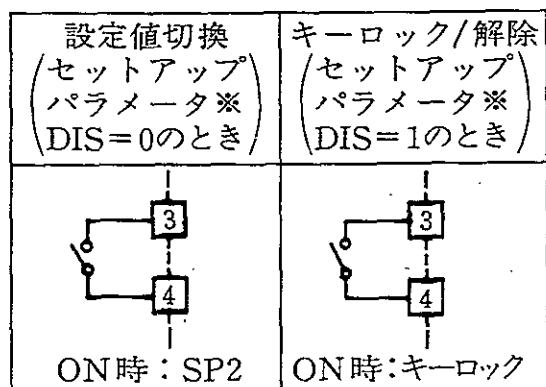 設定値切換
(セットアップ
パラメータ※
DIS=0のとき)
3
4
ON時：SP2
キーロック/解除
(セットアップ
パラメータ※
DIS=1のとき)
3
4
ON時：キーロック